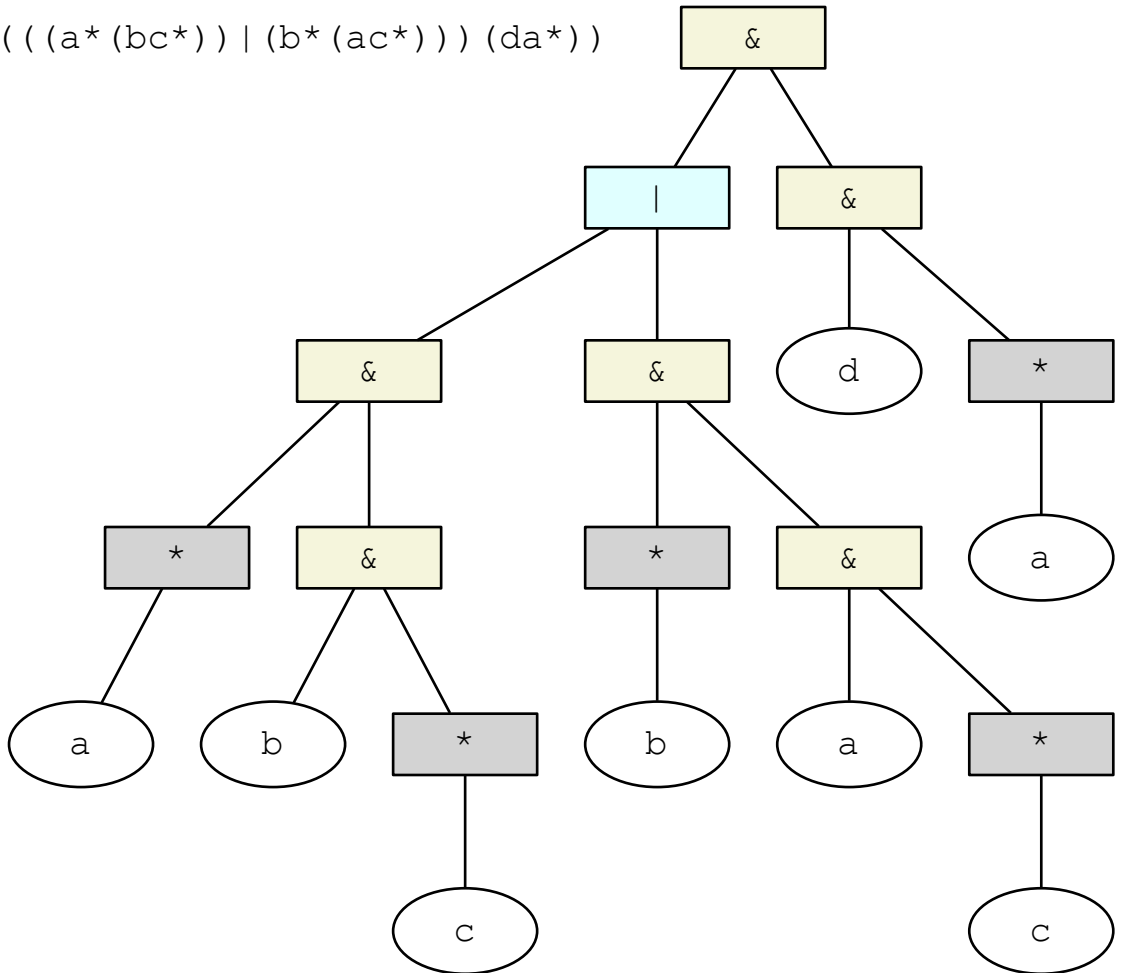 (((a*(bc*))|(b*(ac*)))(da*))
&
| &
& & d *
* & * & a
a b * b a *
c c